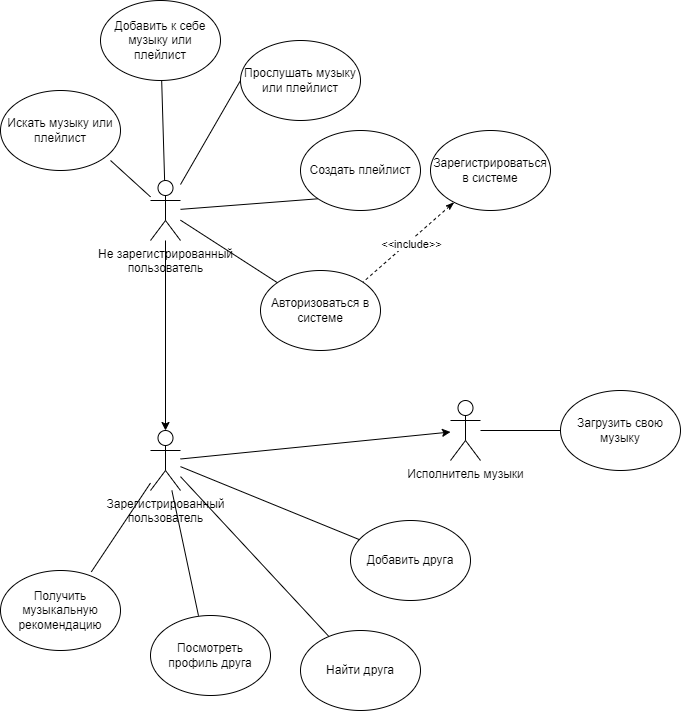 Добавить к себе
музыку или
плейлист
Прослушать музыку
или плейлист
Искать музыку или
плейлист
Создать плейлист
Зарегистрироваться
в системе
<<include>>
Не зарегистрированный
пользователь
Авторизоваться в
системе
Загрузить свою
музыку
Исполнитель музыки
Зарегистрированный
пользователь
Добавить друга
Получить
музыкальную
рекомендацию
Посмотреть
профиль друга
Найти друга